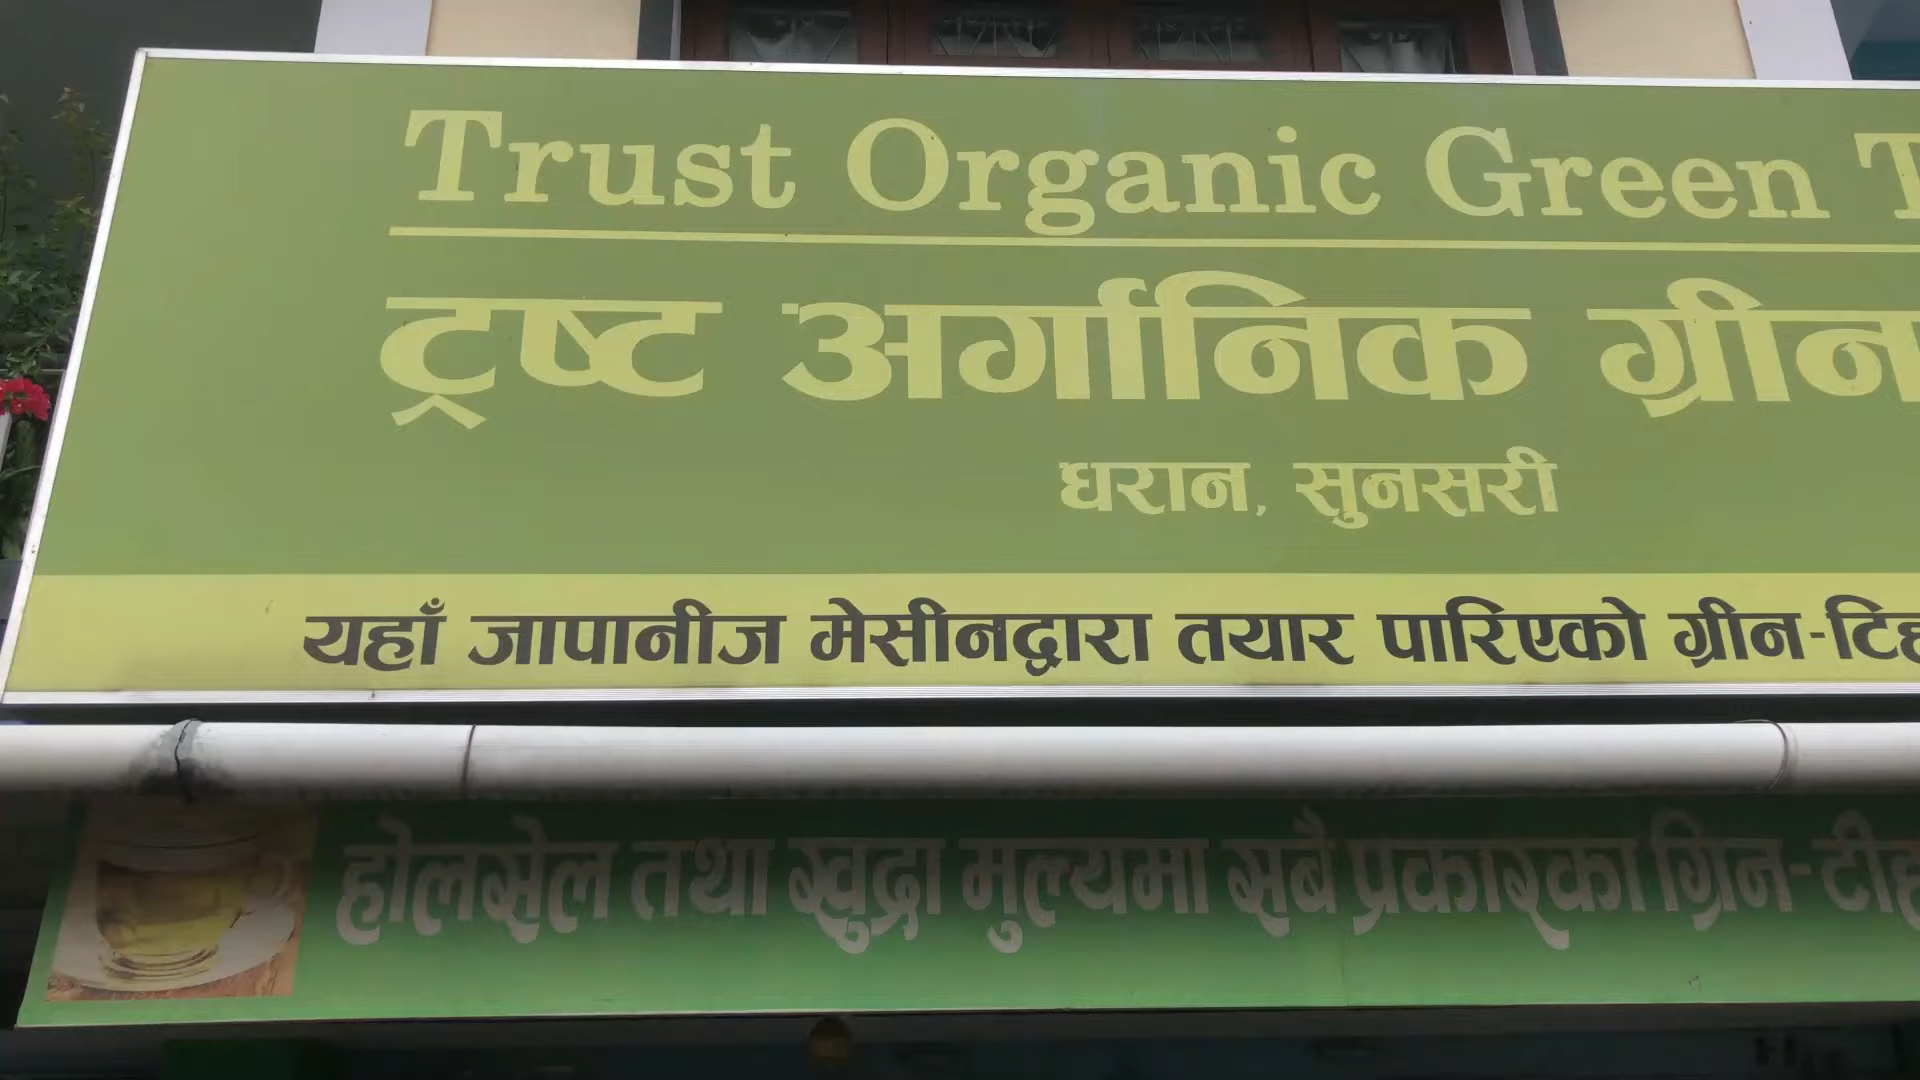 Trust Organic Green T
ट्रष्ट अर्गानिक ग्रीन
धरान, सुनसरी
यहाँ जापानीज मेसीनद्वारा तयार पारिएको ग्रीन-टिह
होलसेल तथा खुद्रा मुल्यमा सबै प्रकारका ग्रिन-टीह